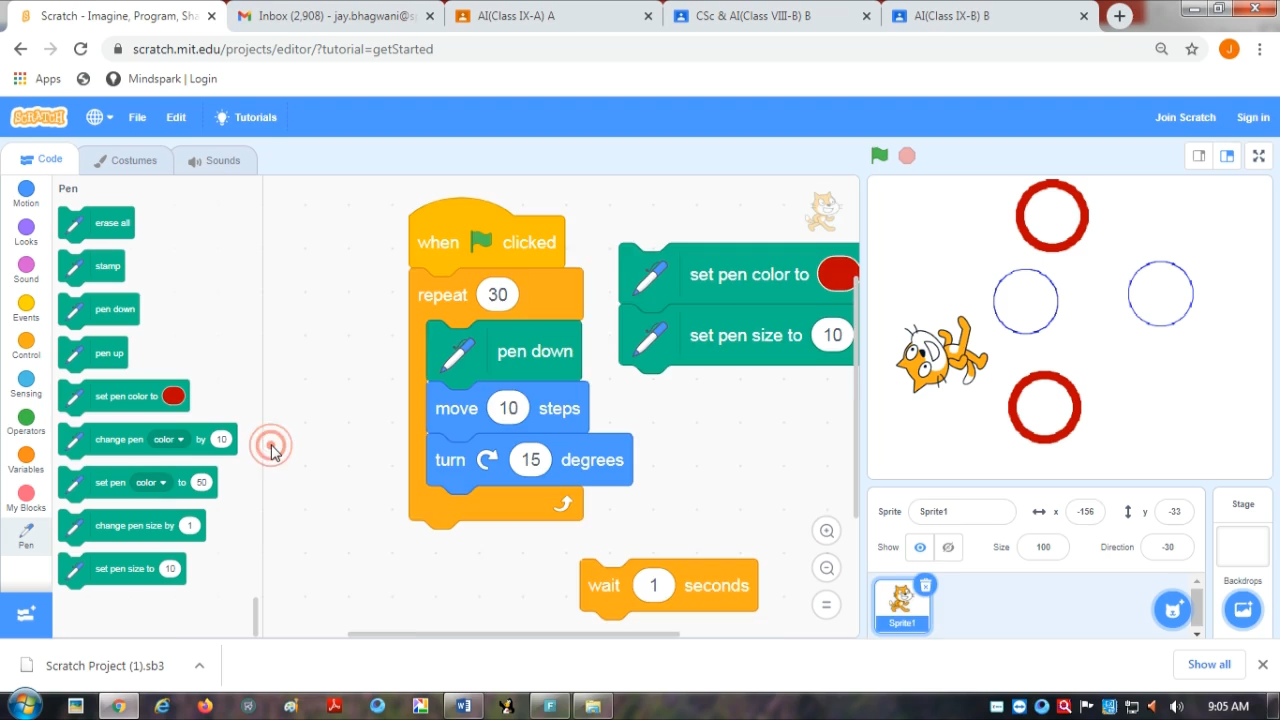 Scratch - Imagine, Program, Sha
Inbox (2,908) - jay.bhagwani@s
AI(Class IX-A) A
CSc & AI(Class VIII-B) B
AI(Class IX-B) B
scratch.mit.edu/projects/editor/?tutorial=getStarted
J
Apps
Mindspark | Login
SCRATCH
File
Edit
Tutorials
Join Scratch
Sign in
Code
Costumes
Sounds
Motion
Looks
Sound
Events
Control
Sensing
Operators
Variables
My Blocks
Pen
Pen
erase all
stamp
pen down
pen up
set pen color to
change pen color by 10
set pen color to 50
change pen size by 1
set pen size to 10
when clicked
repeat 30
pen down
move 10 steps
turn 15 degrees
set pen color to
set pen size to 10
wait 1 seconds
Sprite Sprite1 x -156 y -33
Show Size 100 Direction -30
Sprite1
Stage
Backdrops
Scratch Project (1).sb3
Show all
9:05 AM